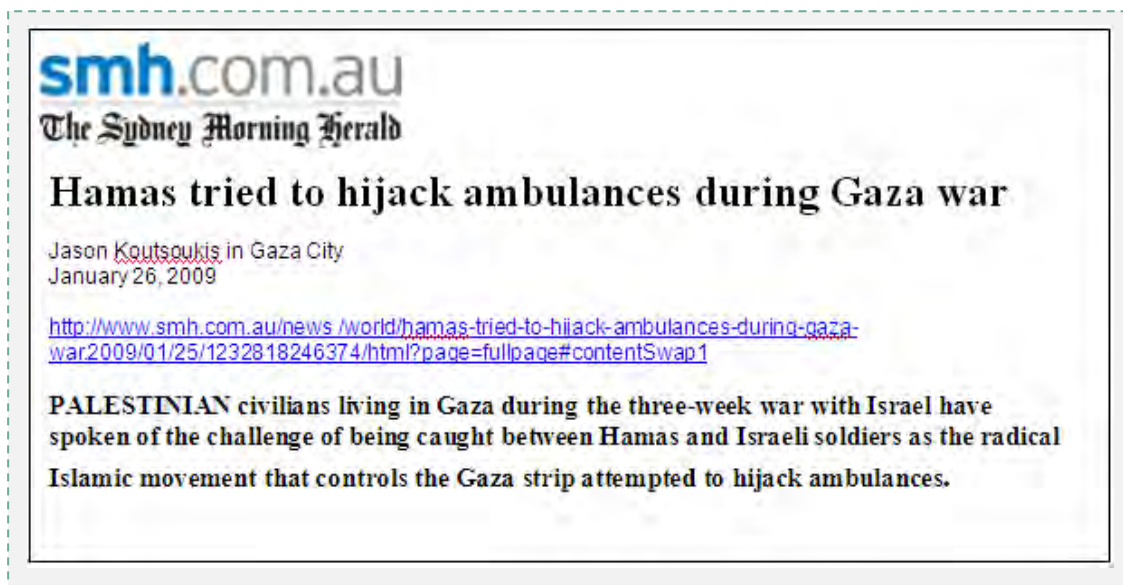 smh.com.au
The Sydney Morning Herald
Hamas tried to hijack ambulances during Gaza war
Jason Koutsoukis in Gaza City
January 26, 2009
http://www.smh.com.au/news /world/hamas-tried-to-hijack-ambulances-during-gaza-
war.2009/01/25/1232818246374/html?page=fullpage#contentSwap1
PALESTINIAN civilians living in Gaza during the three-week war with Israel have
spoken of the challenge of being caught between Hamas and Israeli soldiers as the radical
Islamic movement that controls the Gaza strip attempted to hijack ambulances.